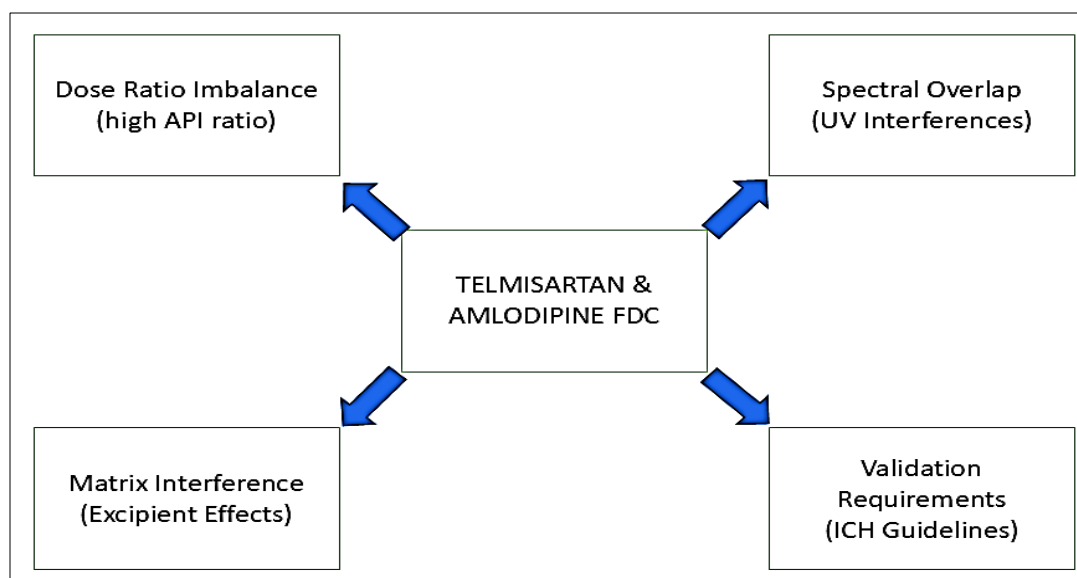 Dose Ratio Imbalance
(high API ratio)
Spectral Overlap
(UV Interferences)
TELMISARTAN &
AMLODIPINE FDC
Matrix Interference
(Excipient Effects)
Validation
Requirements
(ICH Guidelines)